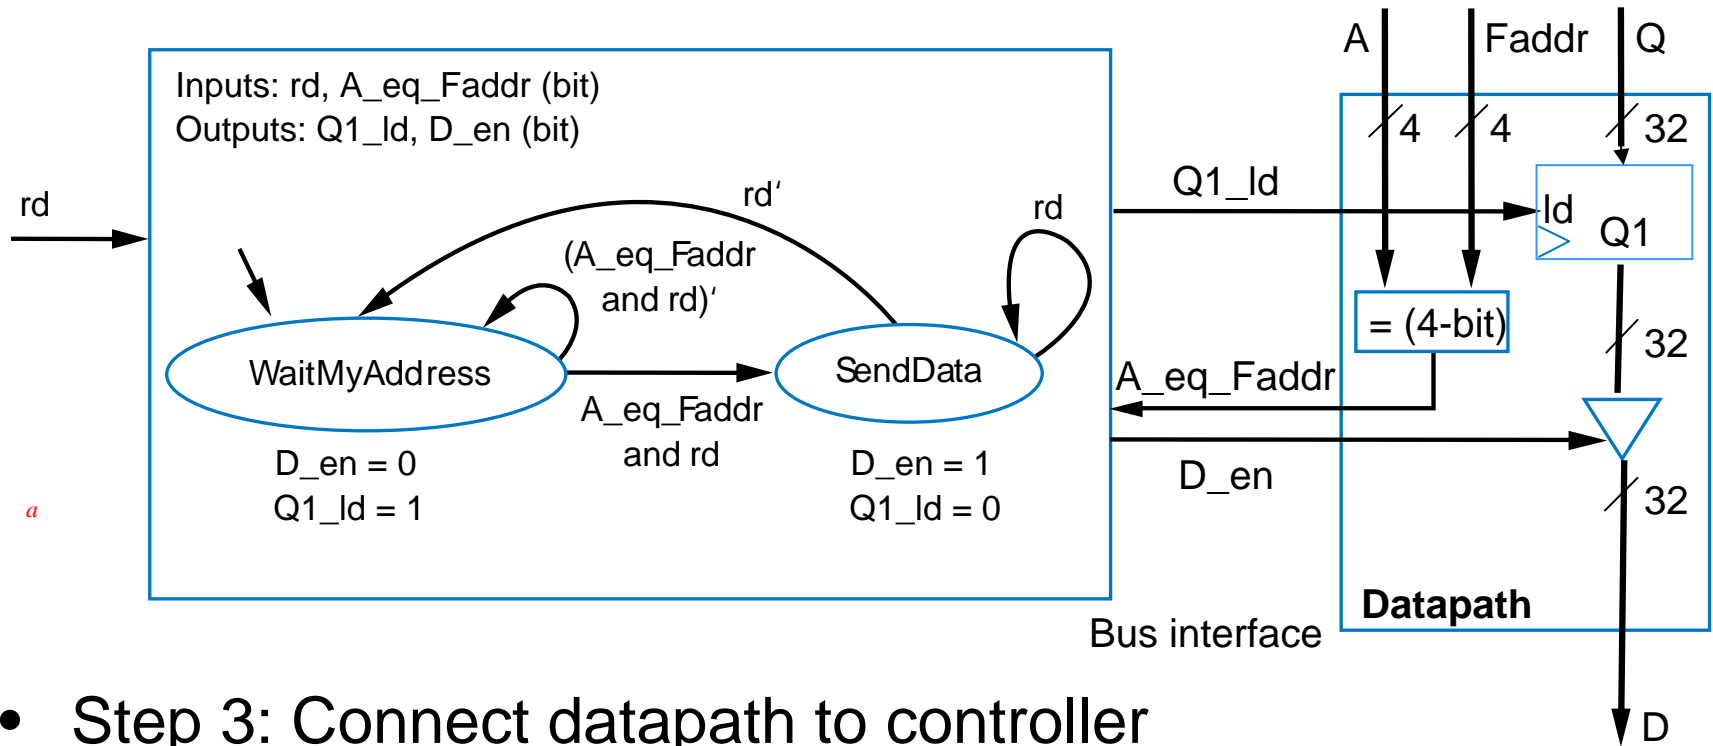 A
Faddr
Q
Inputs: rd, A_eq_Faddr (bit)
Outputs: Q1_ld, D_en (bit)
4
4
32
rd
rd‘
rd
Q1_ld
ld
Q1
(A_eq_Faddr
and rd)‘
= (4-bit)
32
WaitMyAddress
SendData
A_eq_Faddr
A_eq_Faddr
and rd
D_en = 0
Q1_ld = 1
D_en = 1
Q1_ld = 0
D_en
32
a
Datapath
Bus interface
• Step 3: Connect datapath to controller
D